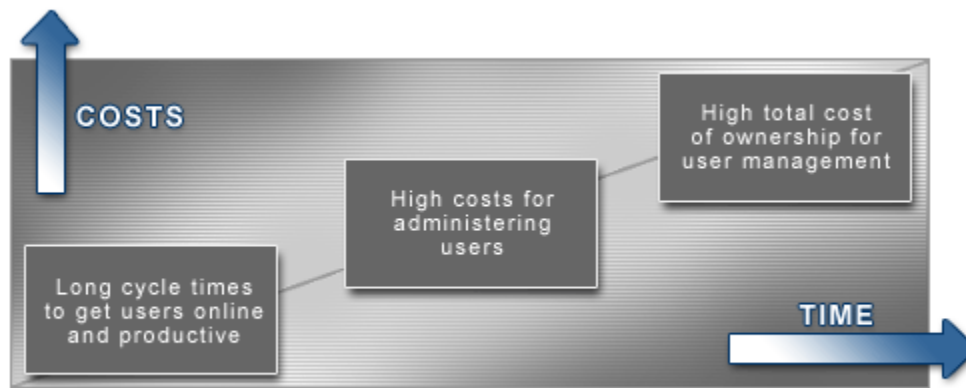 COSTS
High total cost
of ownership for
user management
High costs for
administering
users
Long cycle times
to get users online
and productive
TIME